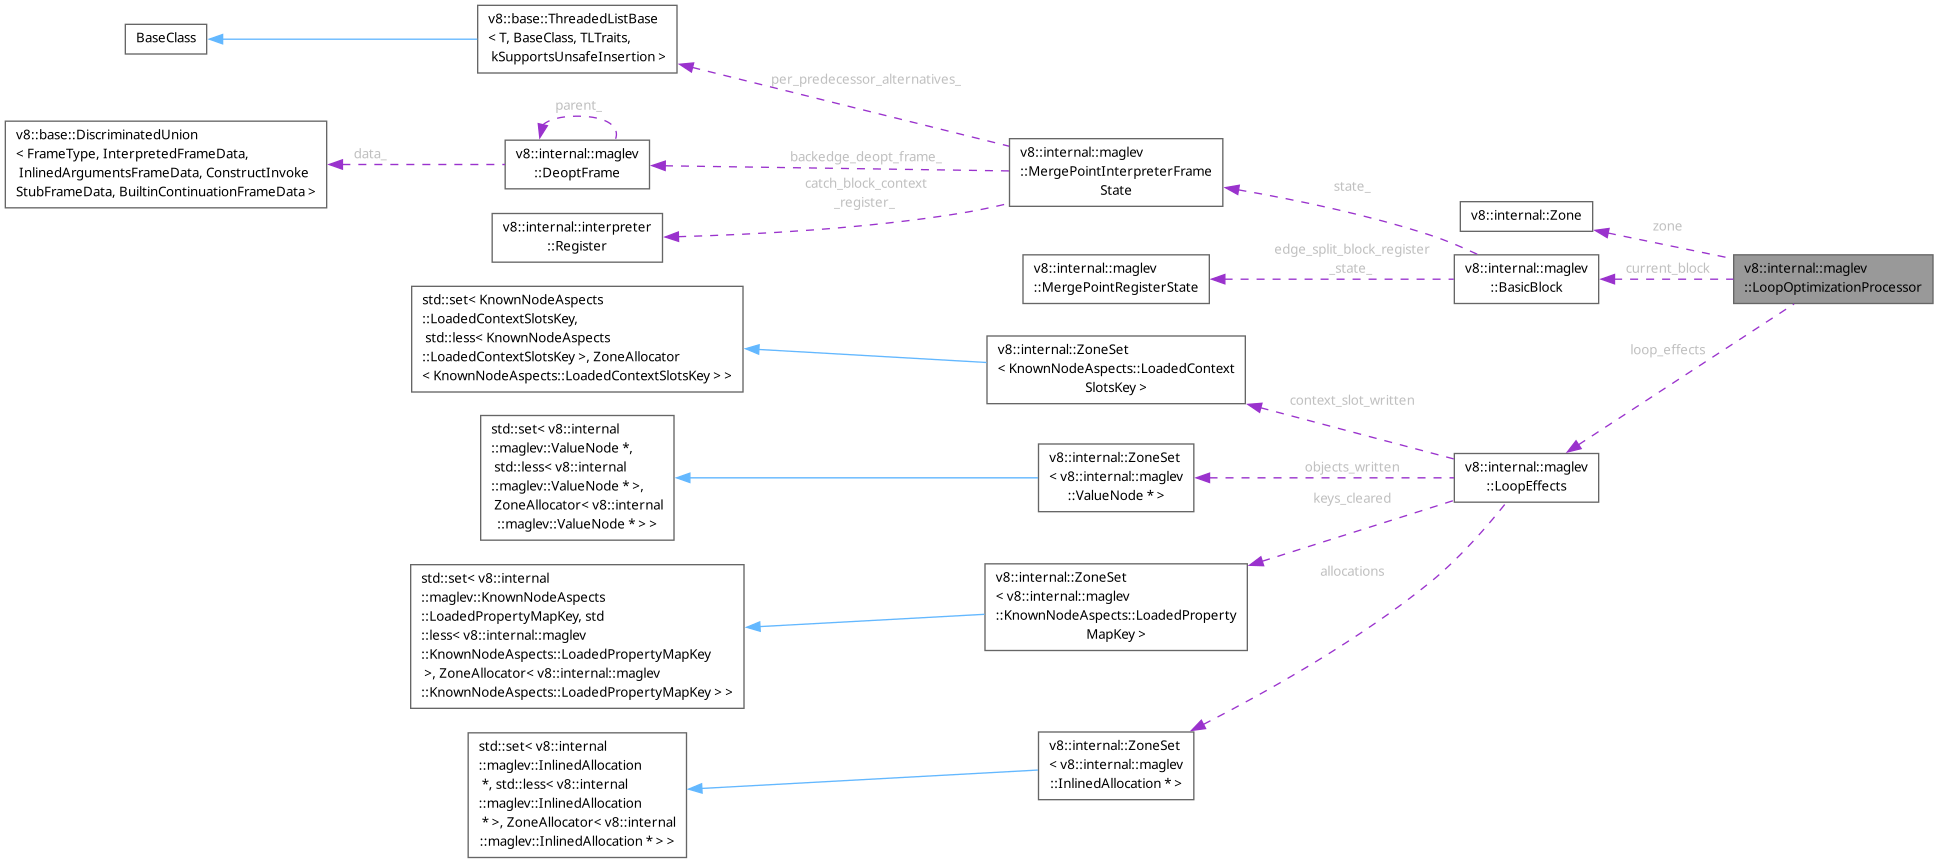 BaseClass
v8::base::ThreadedListBase
< T, BaseClass, TLTraits,
kSupportsUnsafeInsertion >
per_predecessor_alternatives_
parent_
v8::base::DiscriminatedUnion
< FrameType, InterpretedFrameData,
InlinedArgumentsFrameData, ConstructInvoke
StubFrameData, BuiltinContinuationFrameData >
data_
v8::internal::maglev
::DeoptFrame
backedge_deopt_frame_
catch_block_context
_register_
v8::internal::maglev
::MergePointInterpreterFrame
State
state_
v8::internal::interpreter
::Register
v8::internal::Zone
zone
edge_split_block_register
_state_
v8::internal::maglev
::MergePointRegisterState
v8::internal::maglev
::BasicBlock
current_block
v8::internal::maglev
::LoopOptimizationProcessor
std::set< KnownNodeAspects
::LoadedContextSlotsKey,
std::less< KnownNodeAspects
::LoadedContextSlotsKey >, ZoneAllocator
< KnownNodeAspects::LoadedContextSlotsKey > >
v8::internal::ZoneSet
< KnownNodeAspects::LoadedContext
SlotsKey >
loop_effects
context_slot_written
std::set< v8::internal
::maglev::ValueNode *,
std::less< v8::internal
::maglev::ValueNode * >,
ZoneAllocator< v8::internal
::maglev::ValueNode * > >
v8::internal::ZoneSet
< v8::internal::maglev
::ValueNode * >
objects_written
keys_cleared
v8::internal::maglev
::LoopEffects
allocations
std::set< v8::internal
::maglev::KnownNodeAspects
::LoadedPropertyMapKey, std
::less< v8::internal::maglev
::KnownNodeAspects::LoadedPropertyMapKey
>, ZoneAllocator< v8::internal::maglev
::KnownNodeAspects::LoadedPropertyMapKey > >
v8::internal::ZoneSet
< v8::internal::maglev
::KnownNodeAspects::LoadedProperty
MapKey >
std::set< v8::internal
::maglev::InlinedAllocation
*, std::less< v8::internal
::maglev::InlinedAllocation
* >, ZoneAllocator< v8::internal
::maglev::InlinedAllocation * > >
v8::internal::ZoneSet
< v8::internal::maglev
::InlinedAllocation * >